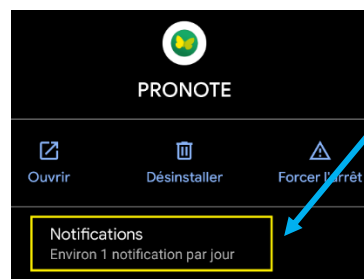 PRONOTE
Ouvrir
Désinstaller
Forcer l'arrêt
Notifications
Environ 1 notification par jour